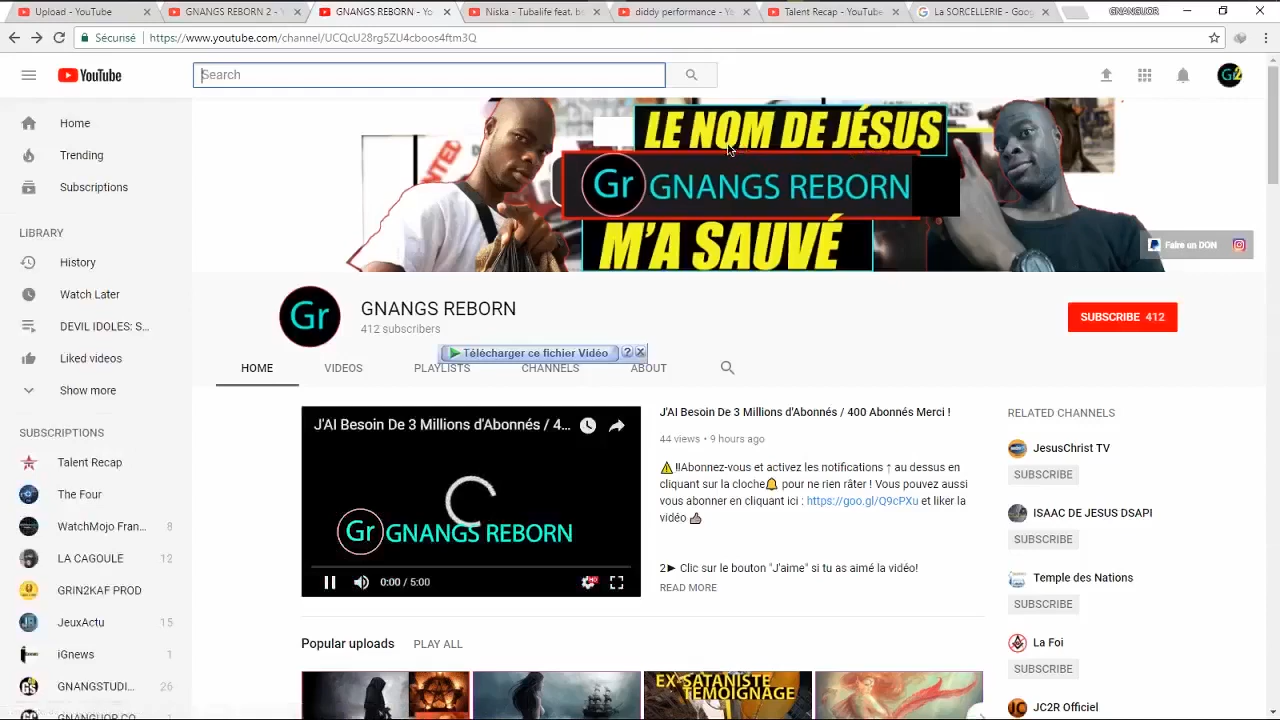 Upload - YouTube
GNANGS REBORN 2 - Y
GNANGS REBORN - Yo
Niska - Tubalife feat. bo
diddy performance - Yo
Talent Recap - YouTube
La SORCELLERIE - Goog
GNANGUOR
Sécurisé
https://www.youtube.com/channel/UCQcU28rgSZU4cboos4ftm3Q
YouTube
Search
Gr2
Home
Trending
Subscriptions
LIBRARY
History
Watch Later
DEVIL IDOLES: S...
Liked videos
Show more
SUBSCRIPTIONS
Talent Recap
The Four
WatchMojo Fran... 8
LA CAGOULE 12
GRIN2KAF PROD
JeuxActu 15
iGnews 1
GNANGSTUDI... 26
GNANGUOR CO
LE NOM DE JÉSUS
Gr GNANGS REBORN
M'A SAUVÉ
Faire un DON
Gr
GNANGS REBORN
412 subscribers
SUBSCRIBE 412
Télécharger ce fichier Vidéo ?
HOME VIDEOS PLAYLISTS CHANNELS ABOUT
J'AI Besoin De 3 Millions d'Abonnés / 4...
Gr GNANGS REBORN
0:00 / 5:00
HD
J'AI Besoin De 3 Millions d'Abonnés / 400 Abonnés Merci !
44 views • 9 hours ago
⚠‼Abonnez-vous et activez les notifications ↑ au dessus en
cliquant sur la cloche🔔 pour ne rien râter ! Vous pouvez aussi
vous abonner en cliquant ici : https://goo.gl/Q9cPXu et liker la
vidéo 👍
2► Clic sur le bouton "J'aime" si tu as aimé la vidéo!
READ MORE
Popular uploads PLAY ALL
EX-SATANISTE
TÉMOIGNAGE
RELATED CHANNELS
JesusChrist TV
SUBSCRIBE
ISAAC DE JESUS DSAPI
SUBSCRIBE
Temple des Nations
SUBSCRIBE
La Foi
SUBSCRIBE
JC2R Officiel